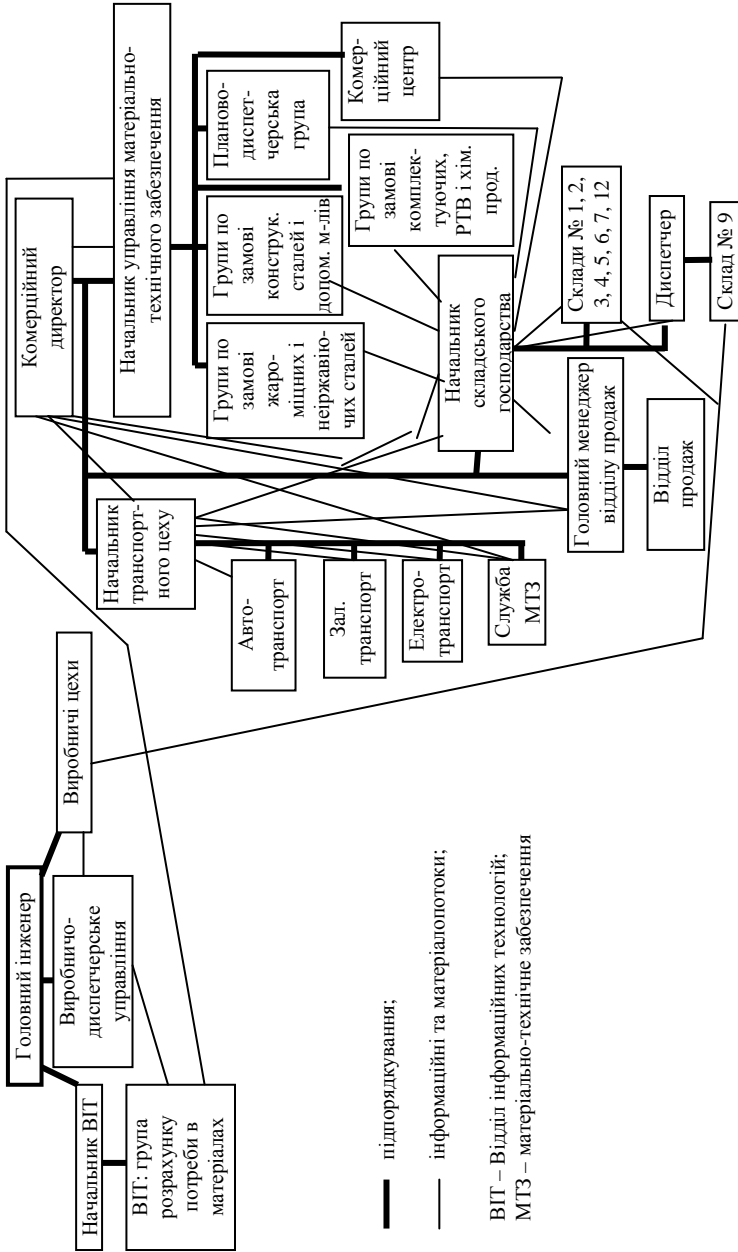 Головний інженер
Начальник ВІТ
Виробничо-
диспетчерське
управління
Виробничі цехи
ВІТ: група
розрахунку
потреби в
матеріалах
підпорядкування;
інформаційні та матеріалопотоки;
ВІТ – Відділ інформаційних технологій;
МТЗ – матеріально-технічне забезпечення
Комерційний
директор
Начальник управління матеріально-
технічного забезпечення
Начальник
транспорт-
ного цеху
Авто-
транспорт
Зал.
транспорт
Електро-
транспорт
Служба
МТЗ
Групи по
замові
жаро-
міцних і
неіржавію-
чих сталей
Групи по
замові
конструк.
сталей і
допом. м-лів
Планово-
диспет-
черська
група
Групи по
замові
комплек-
туючих,
РТВ і хім.
прод.
Комер-
ційний
центр
Начальник
складського
господарства
Головний менеджер
відділу продаж
Відділ
продаж
Склади № 1, 2,
3, 4, 5, 6, 7, 12
Диспетчер
Склад № 9